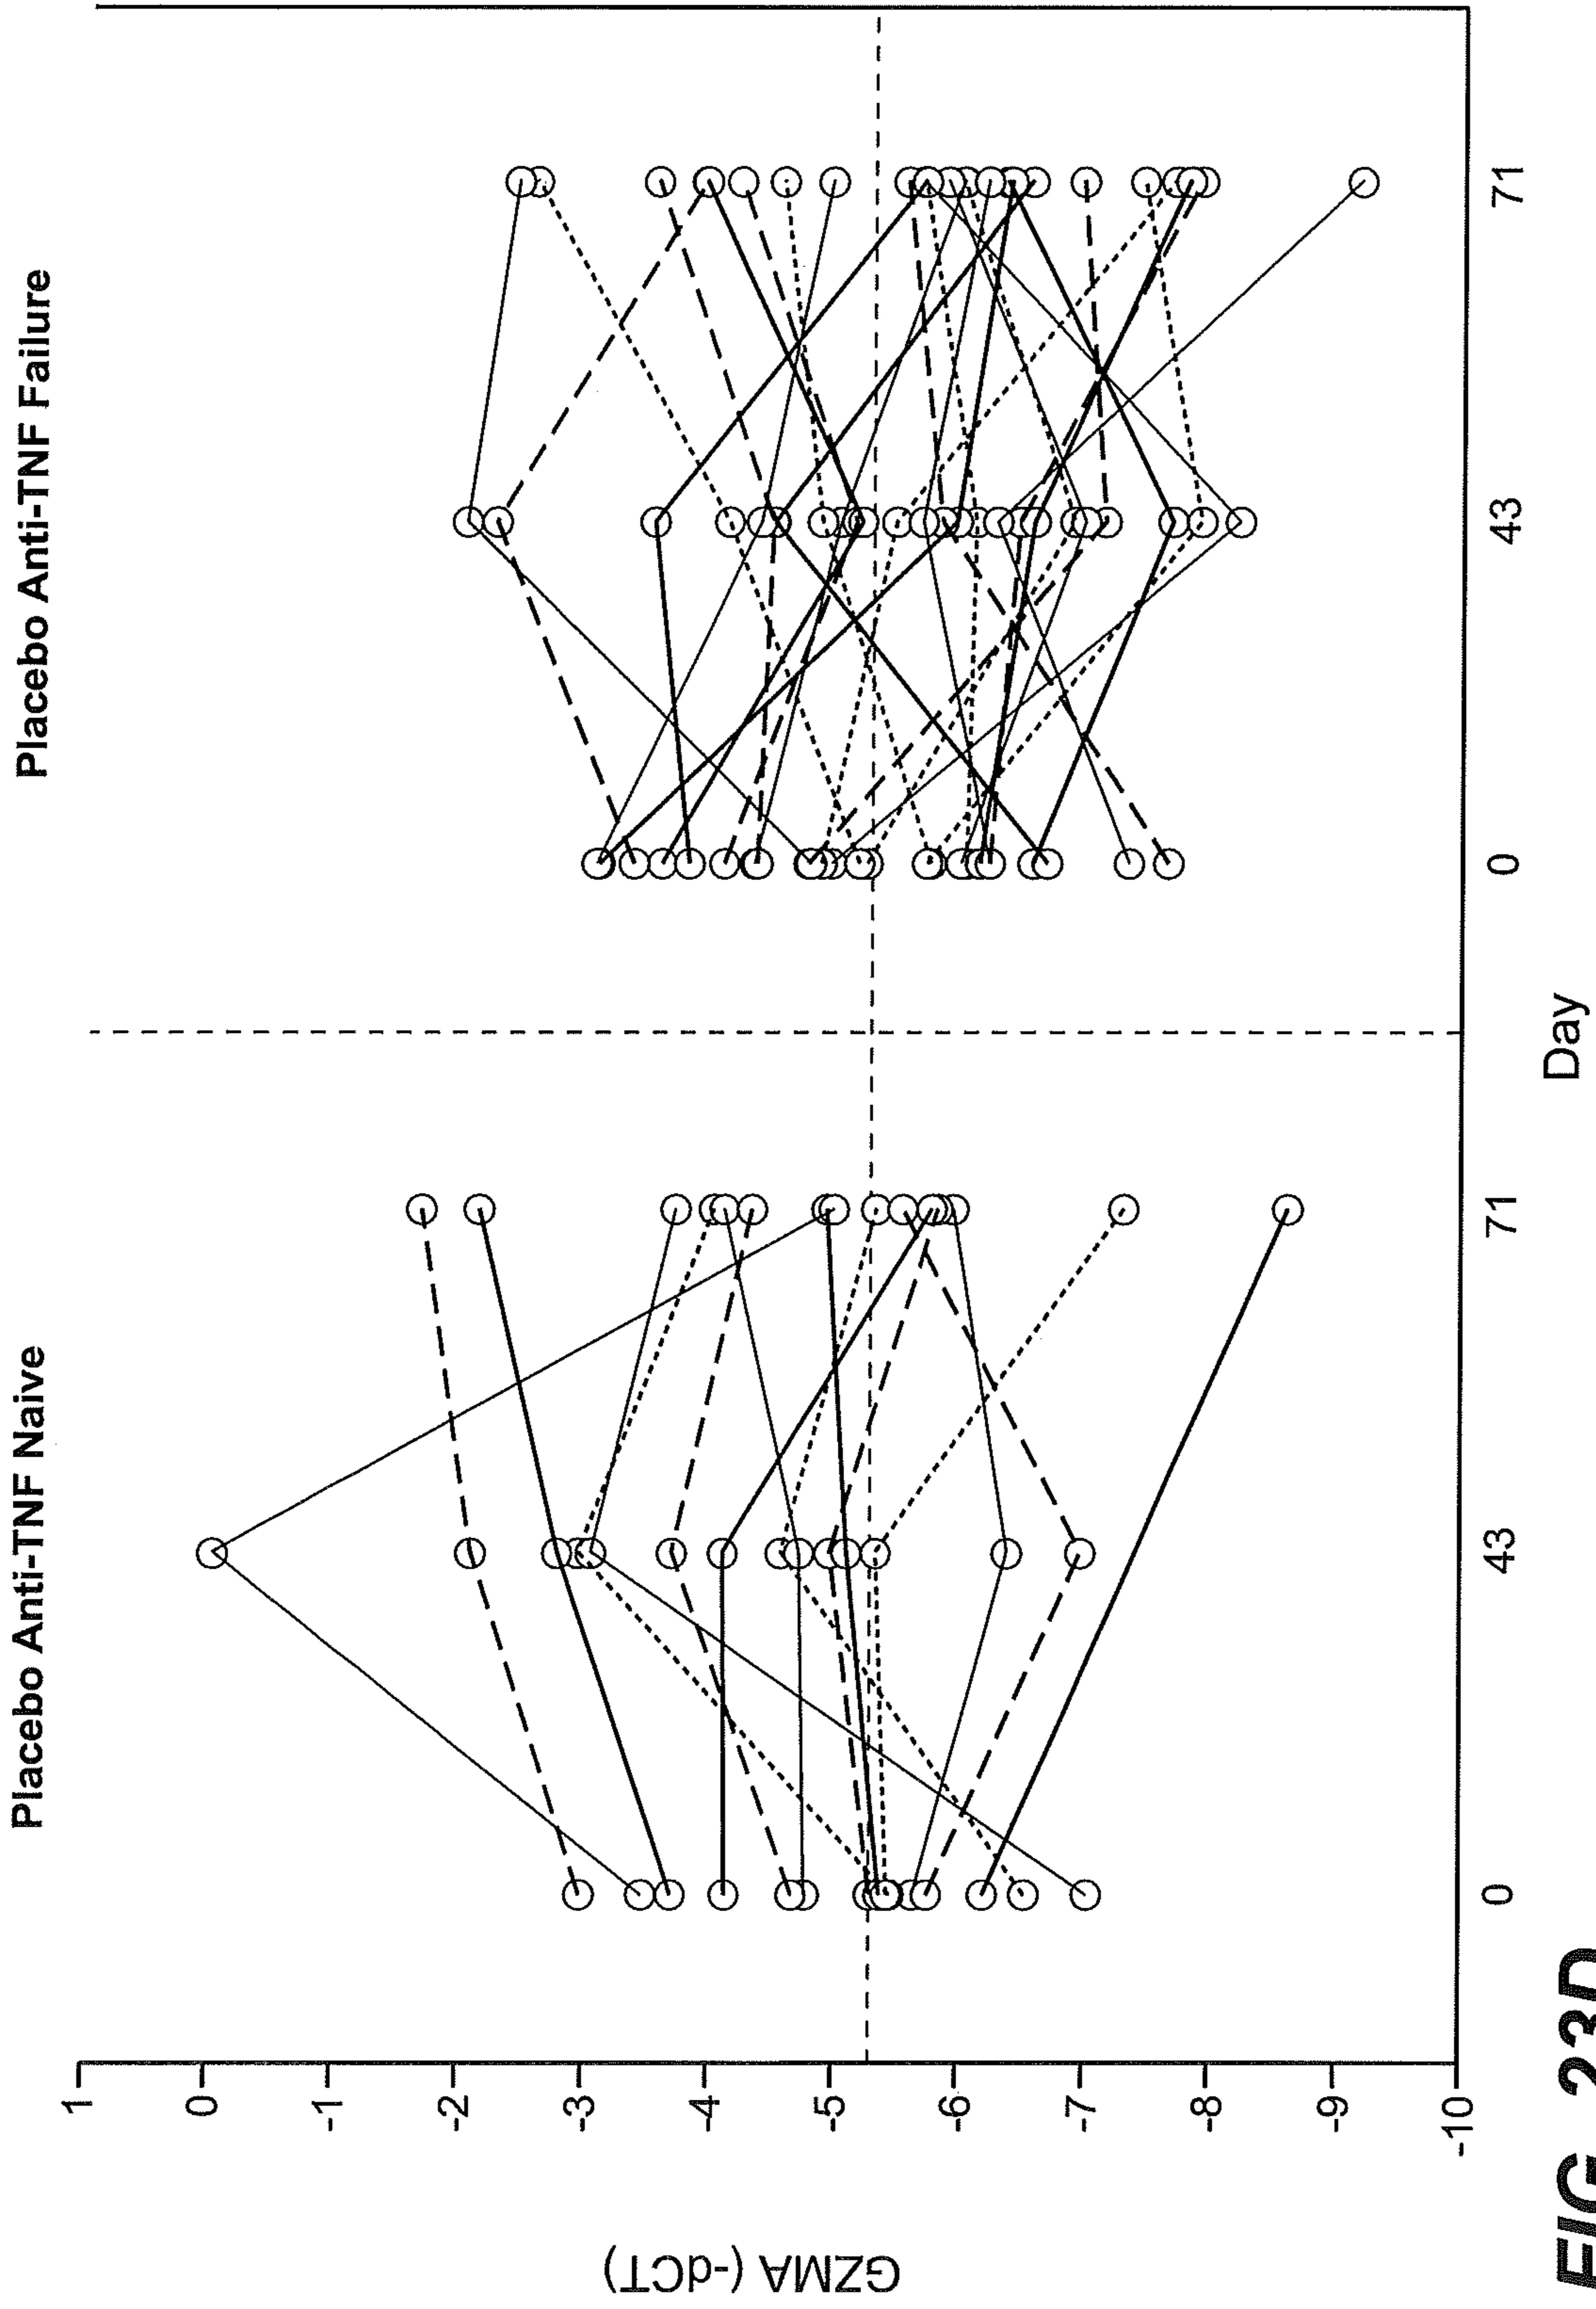 Placebo Anti-TNF Naive
Placebo Anti-TNF Failure
GZMA (-dCT)
1
0
-1
-2
-3
-4
-5
-6
-7
-8
-9
-10
0 43 71 0 43 71
Day
FIG. 23D